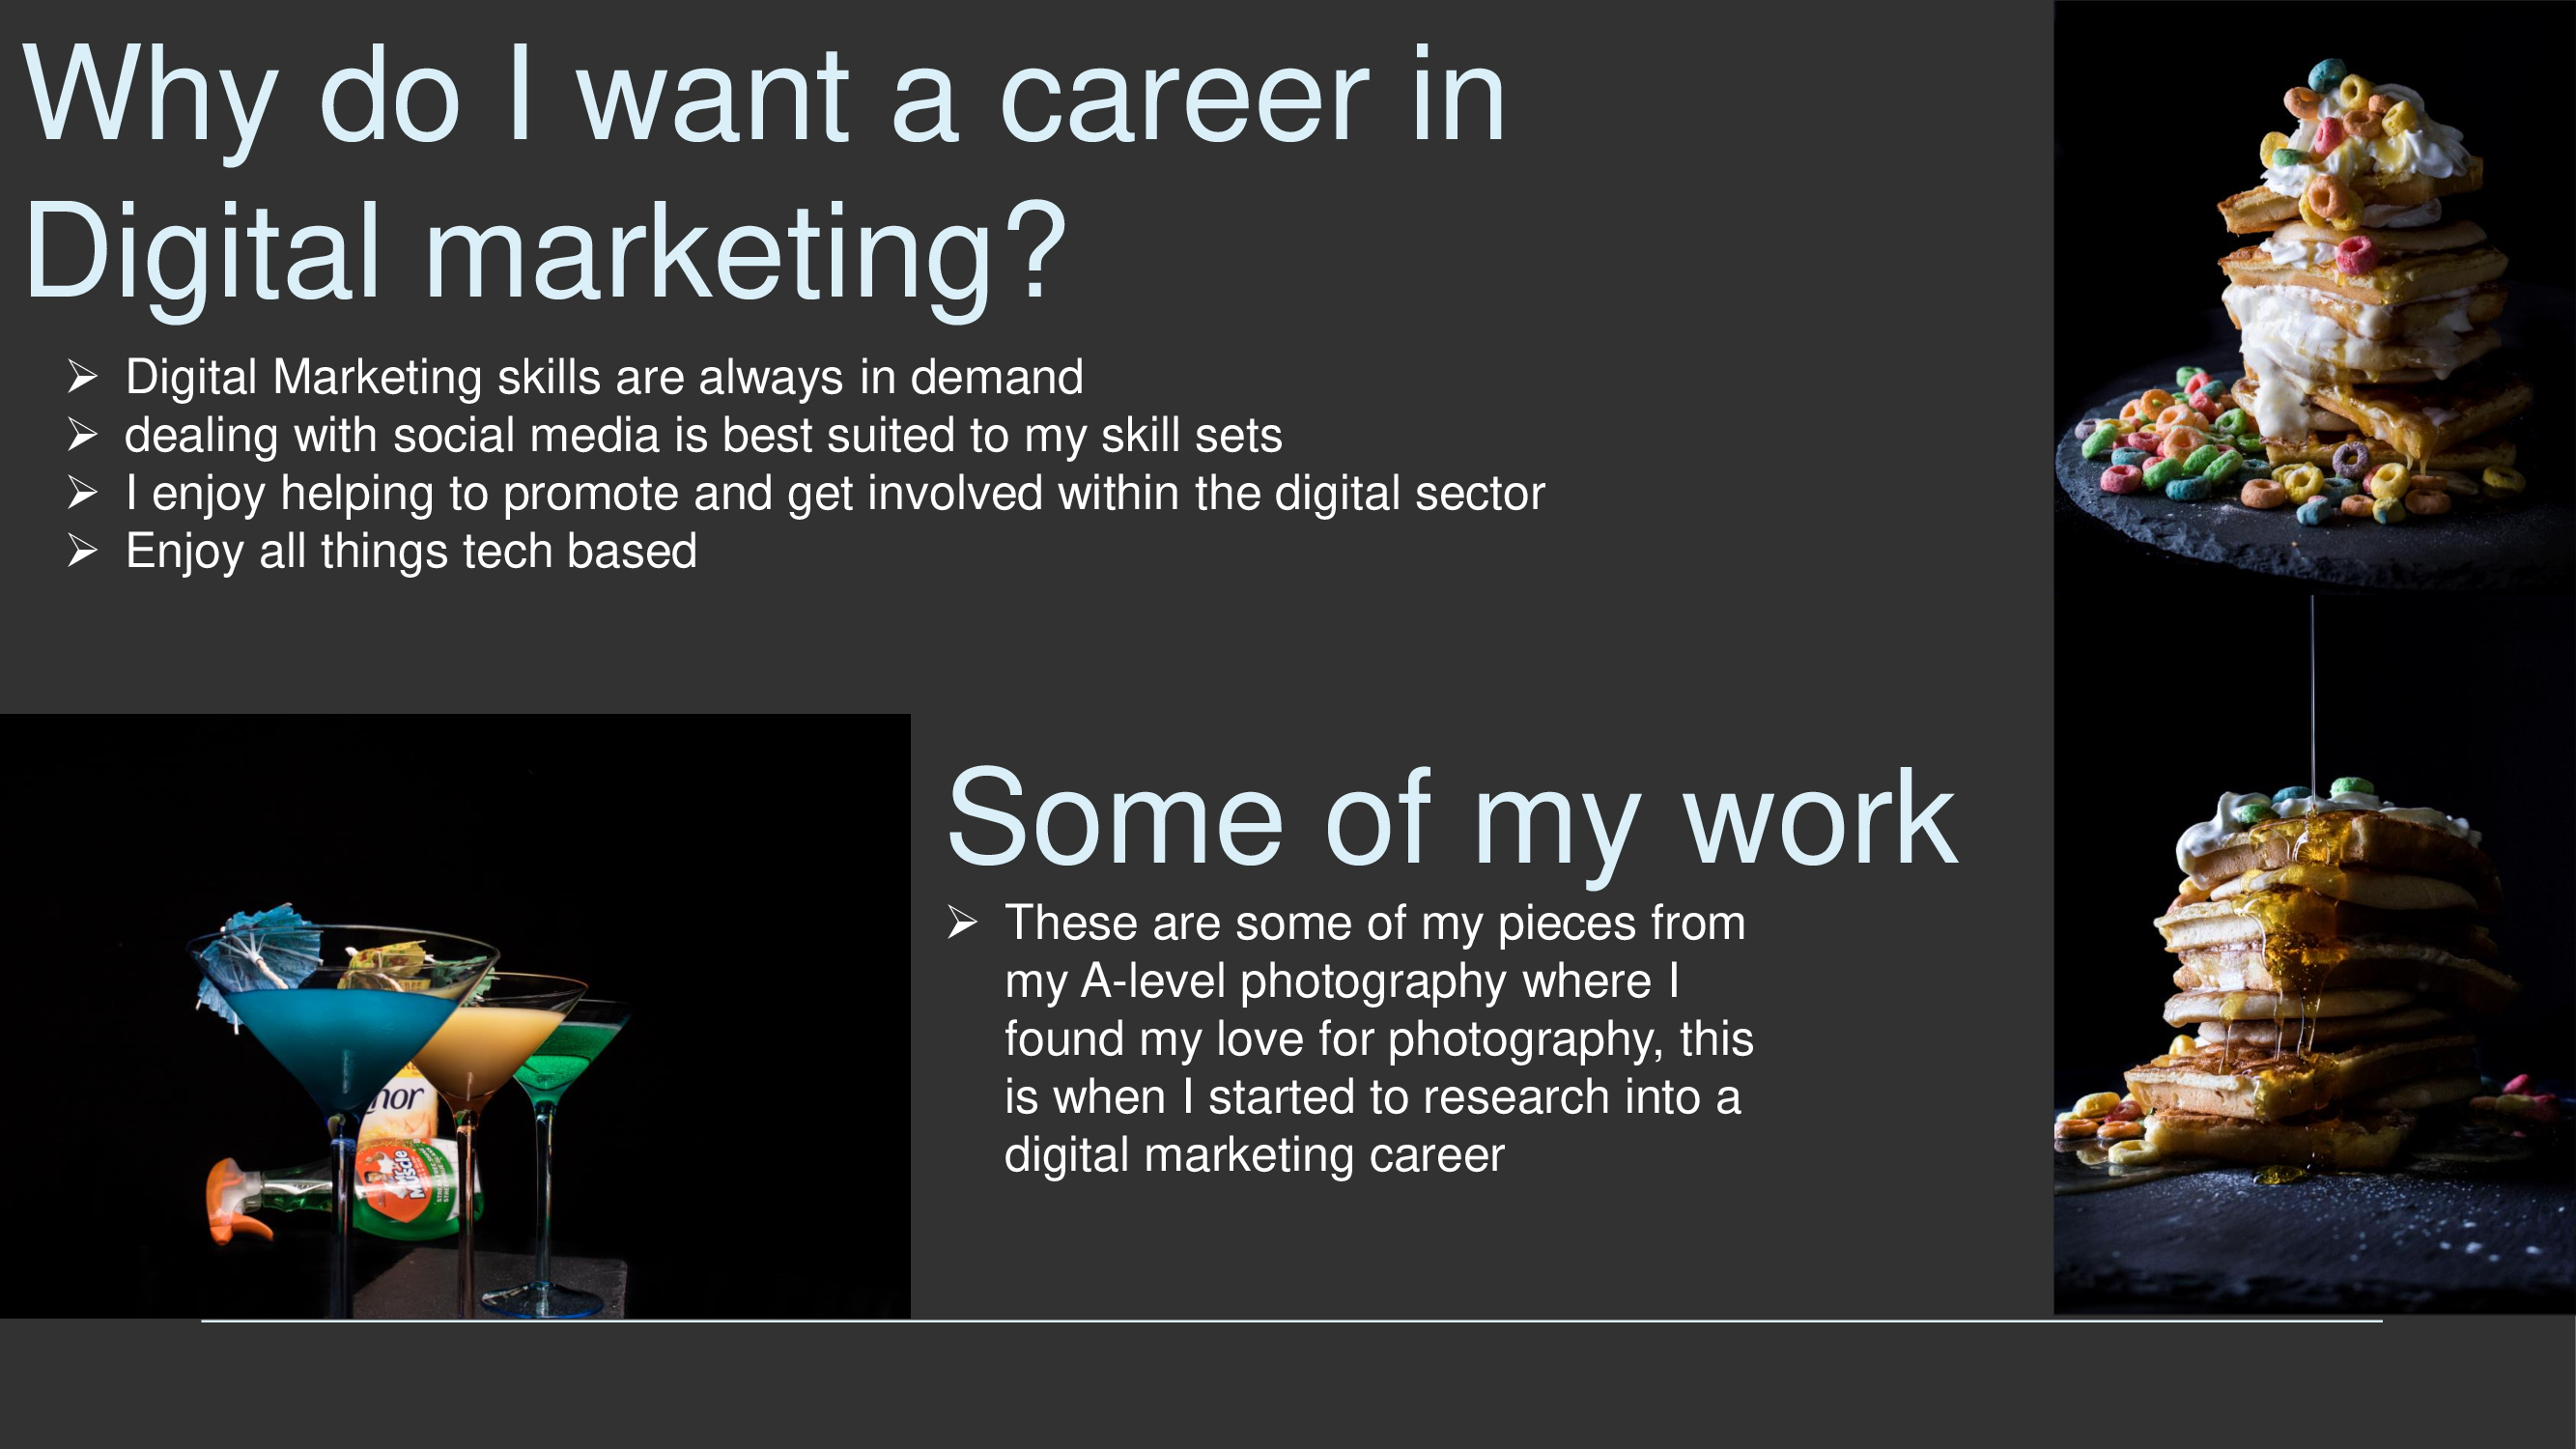 Why do I want a career in
Digital marketing?
➢ Digital Marketing skills are always in demand
➢ dealing with social media is best suited to my skill sets
➢ I enjoy helping to promote and get involved within the digital sector
➢ Enjoy all things tech based
Some of my work
➢ These are some of my pieces from
my A-level photography where I
found my love for photography, this
is when I started to research into a
digital marketing career
nor
Mr
Muscle